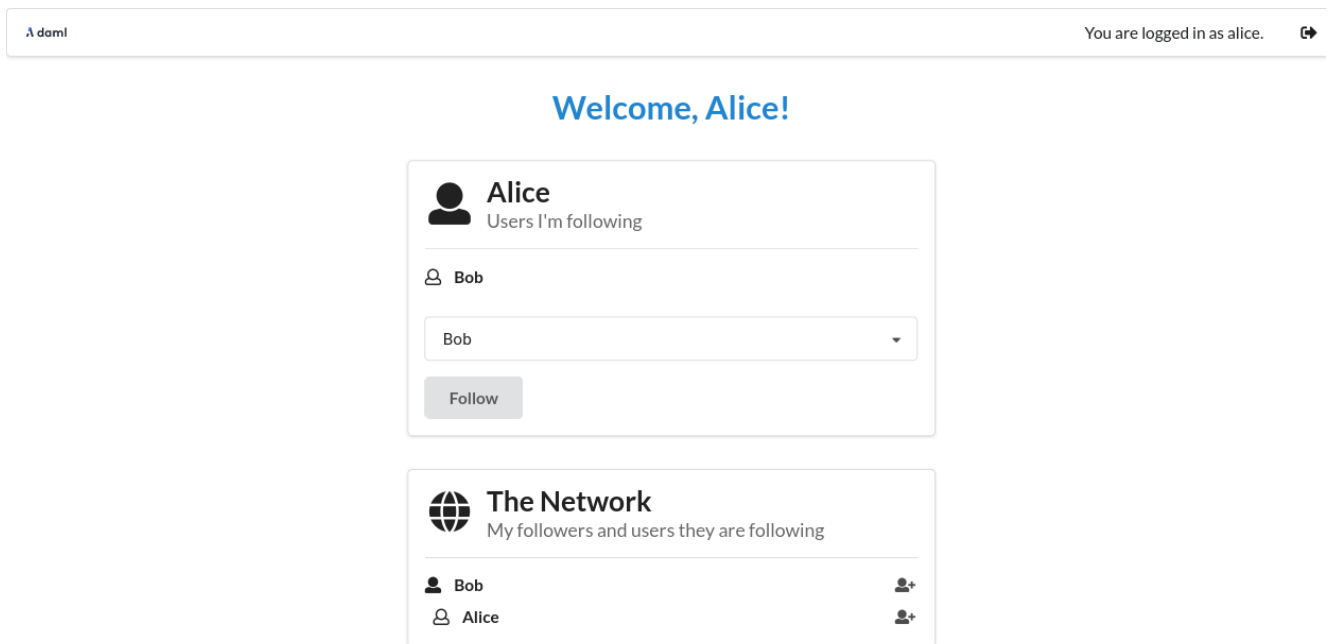 daml
You are logged in as alice.
Welcome, Alice!
Alice
Users I'm following
Bob
Bob
Follow
The Network
My followers and users they are following
Bob
Alice